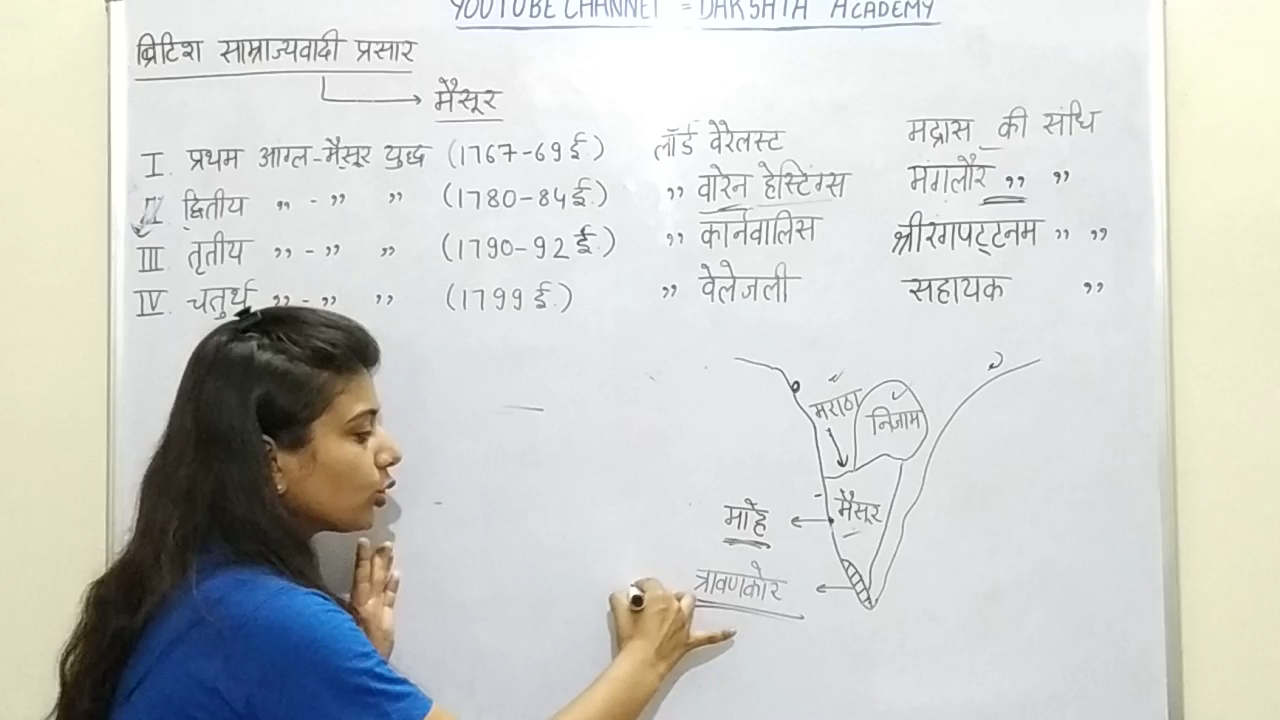 YOUTUBE CHANNEL = DAKSHTA ACADEMY
ब्रिटिश साम्राज्यवादी प्रसार
मैसूर
I. प्रथम आंग्ल-मैसूर युद्ध (1767-69 ई.) लॉर्ड वेरेलस्ट मद्रास की संधि
II द्वितीय ,, - ,, ,, (1780-84 ई.) ,, वारेन हेस्टिंग्स मंगलौर ,, ,,
III तृतीय ,, - ,, ,, (1790-92 ई.) ,, कार्नवालिस श्रीरंगपट्टनम ,, ,,
IV. चतुर्थ ,, - ,, ,, (1799 ई.) ,, वेलेजली सहायक ,,
मराठा
निजाम
मैसूर
माहे
त्रावणकोर